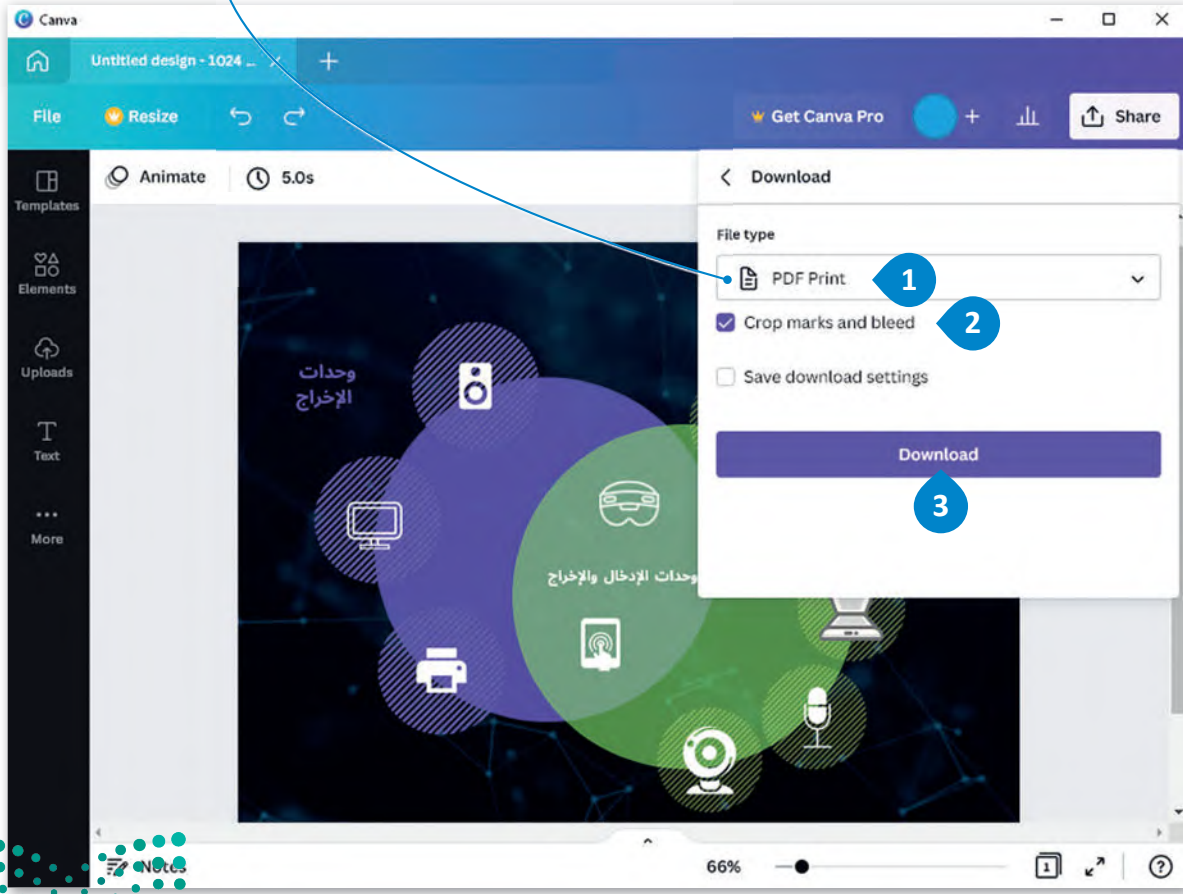 Canva
Untitled design - 1024 ...
File
Resize
Get Canva Pro
Share
Templates
Elements
Uploads
Text
More
Animate
5.0s
Download
File type
PDF Print
1
Crop marks and bleed
2
Save download settings
Download
3
وحدات
الإخراج
وحدات الإدخال والإخراج
Notes
66%
1
?